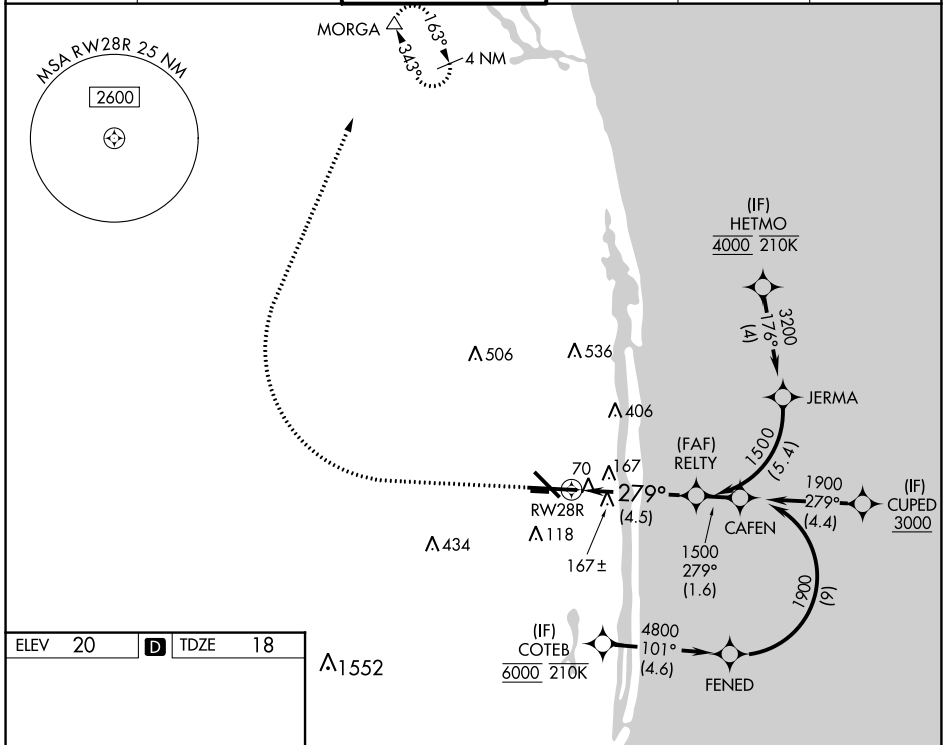 MORGA
163°
343°
4 NM
MSA RW28R 25 NM
2600
(IF)
HETMO
4000 210K
3200
176°
(4)
506
536
JERMA
406
1500
(5.4)
(FAF)
RELTY
70
167
279°
(4.5)
RW28R
1900
279°
(4.4)
(IF)
CUPED
3000
CAFEN
118
434
167±
1500
279°
(1.6)
1900
(9)
ELEV 20 D TDZE 18
1552
(IF)
COTEB
6000 210K
4800
101°
(4.6)
FENED